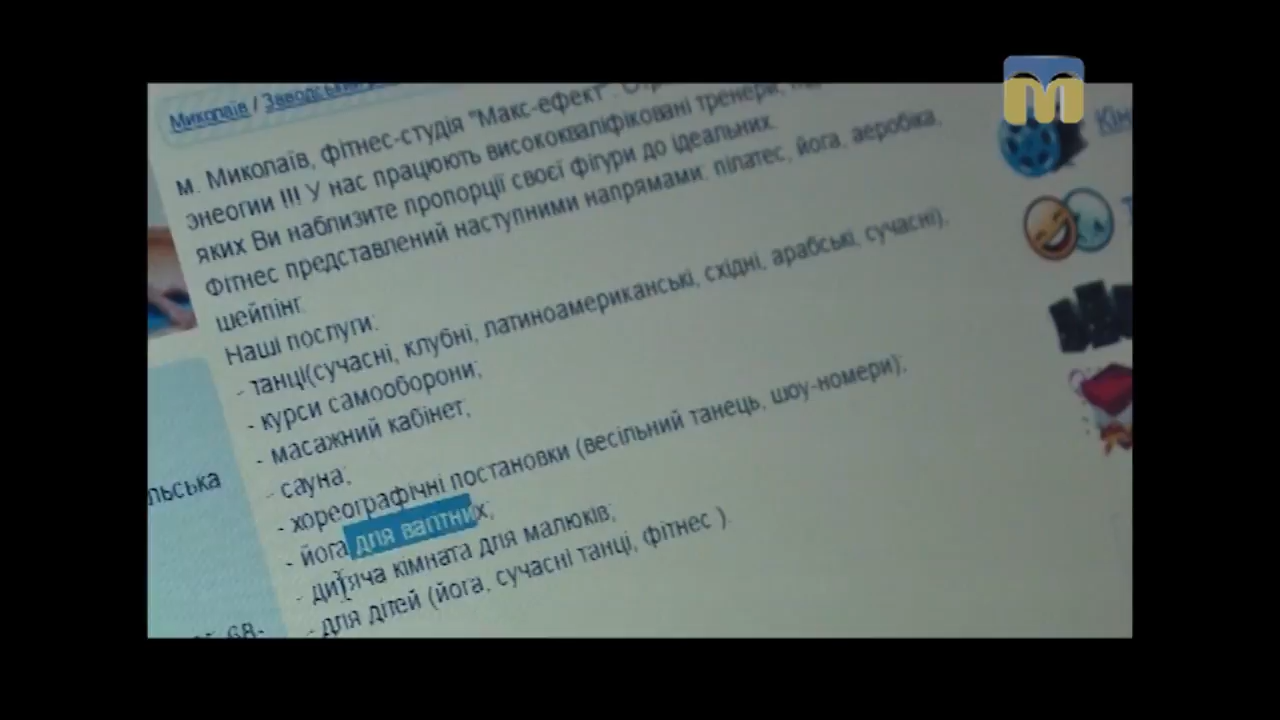 Миколаїв / Заводський
м. Миколаїв, фітнес-студія "Макс-ефект".
энеогии !!! У нас працюють висококваліфіковані тренери,
яких Ви наблизите пропорції своєї фігури до ідеальних.
Фітнес представлений наступними напрямами: пілатес, йога, аеробіка,
шейпінг.
Наші послуги:
- танці(сучасні, клубні, латиноамериканські, східні, арабські, сучасні);
- курси самооборони;
- масажний кабінет;
- сауна;
- хореографічні постановки (весільний танець, шоу-номери);
- йога для вагітних;
- дитяча кімната для малюків;
- для дітей (йога, сучасні танці, фітнес ).
льська
68-
Кін
Т